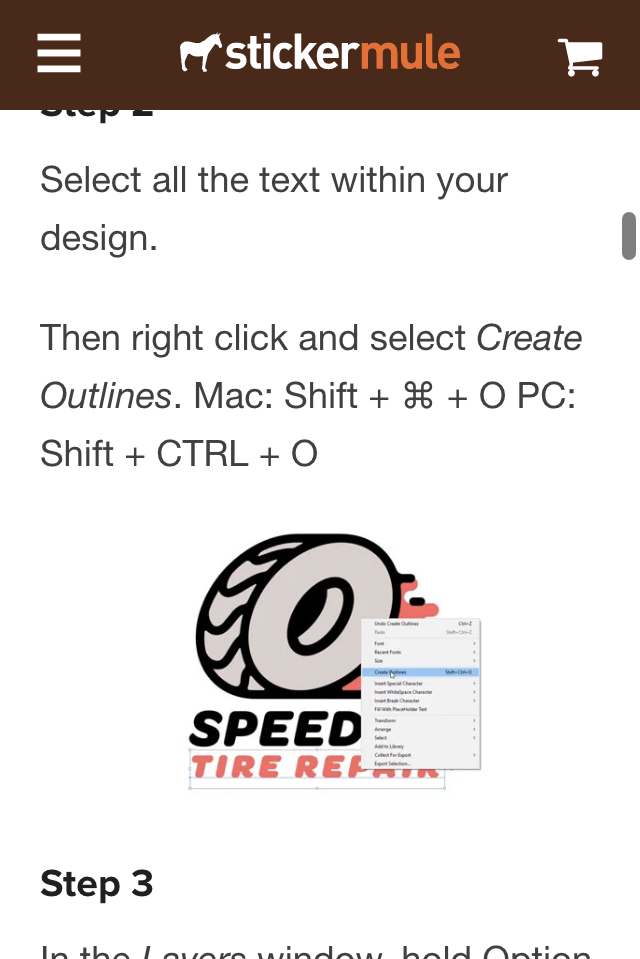 stickermule
Step 2
Select all the text within your
design.
Then right click and select Create
Outlines. Mac: Shift + ⌘ + O PC:
Shift + CTRL + O
Undo Create Outlines Ctrl+Z
Redo Shift+Ctrl+Z
Font
Recent Fonts
Size
Create Outlines Shift+Ctrl+O
Insert Special Character
Insert WhiteSpace Character
Insert Break Character
Fill With Placeholder Text
Transform
Arrange
Select
Add to Library
Collect For Export
Export Selection...
SPEED
TIRE REPAIR
Step 3
In the Layers window, hold Option